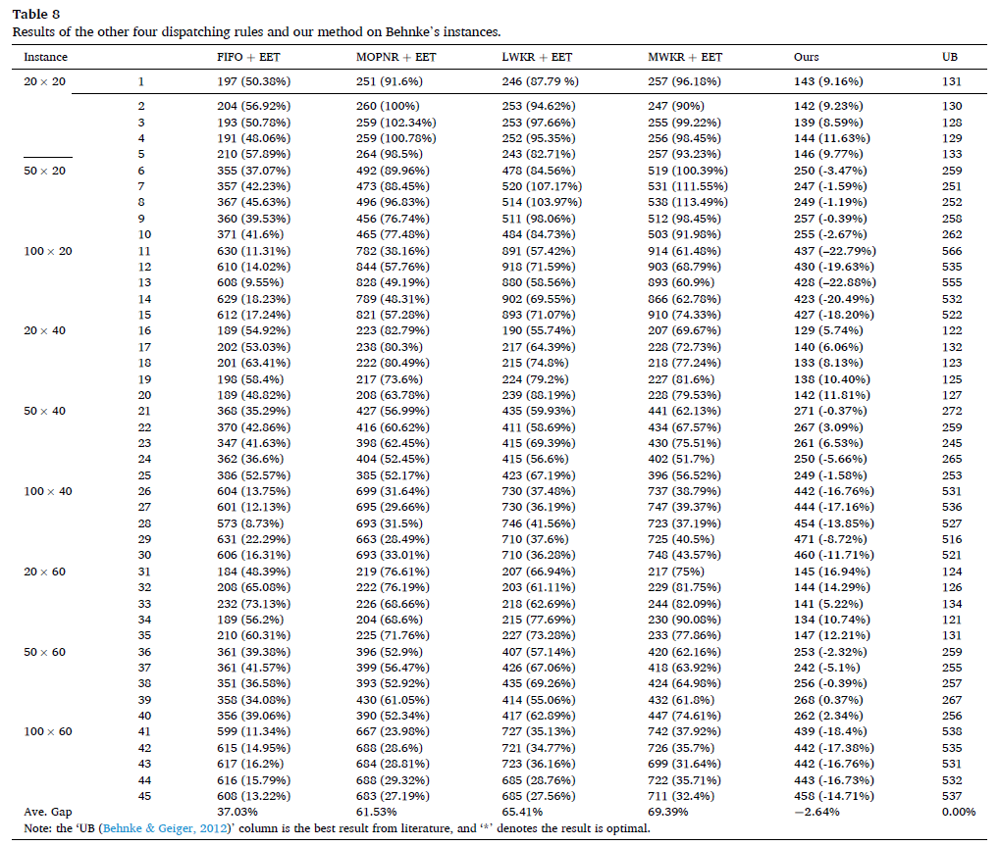 Table 8
Results of the other four dispatching rules and our method on Behnke's instances.
Instance FIFO + EET MOPNR + EET LWKR + EET MWKR + EET Ours UB
20 × 20 1 197 (50.38%) 251 (91.6%) 246 (87.79 %) 257 (96.18%) 143 (9.16%) 131
2 204 (56.92%) 260 (100%) 253 (94.62%) 247 (90%) 142 (9.23%) 130
3 193 (50.78%) 259 (102.34%) 253 (97.66%) 255 (99.22%) 139 (8.59%) 128
4 191 (48.06%) 259 (100.78%) 252 (95.35%) 256 (98.45%) 144 (11.63%) 129
5 210 (57.89%) 264 (98.5%) 243 (82.71%) 257 (93.23%) 146 (9.77%) 133
50 × 20 6 355 (37.07%) 492 (89.96%) 478 (84.56%) 519 (100.39%) 250 (-3.47%) 259
7 357 (42.23%) 473 (88.45%) 520 (107.17%) 531 (111.55%) 247 (-1.59%) 251
8 367 (45.63%) 496 (96.83%) 514 (103.97%) 538 (113.49%) 249 (-1.19%) 252
9 360 (39.53%) 456 (76.74%) 511 (98.06%) 512 (98.45%) 257 (-0.39%) 258
10 371 (41.6%) 465 (77.48%) 484 (84.73%) 503 (91.98%) 255 (-2.67%) 262
100 × 20 11 630 (11.31%) 782 (38.16%) 891 (57.42%) 914 (61.48%) 437 (−22.79%) 566
12 610 (14.02%) 844 (57.76%) 918 (71.59%) 903 (68.79%) 430 (-19.63%) 535
13 608 (9.55%) 828 (49.19%) 880 (58.56%) 893 (60.9%) 428 (−22.88%) 555
14 629 (18.23%) 789 (48.31%) 902 (69.55%) 866 (62.78%) 423 (-20.49%) 532
15 612 (17.24%) 821 (57.28%) 893 (71.07%) 910 (74.33%) 427 (-18.20%) 522
20 × 40 16 189 (54.92%) 223 (82.79%) 190 (55.74%) 207 (69.67%) 129 (5.74%) 122
17 202 (53.03%) 238 (80.3%) 217 (64.39%) 228 (72.73%) 140 (6.06%) 132
18 201 (63.41%) 222 (80.49%) 215 (74.8%) 218 (77.24%) 133 (8.13%) 123
19 198 (58.4%) 217 (73.6%) 224 (79.2%) 227 (81.6%) 138 (10.40%) 125
20 189 (48.82%) 208 (63.78%) 239 (88.19%) 228 (79.53%) 142 (11.81%) 127
50 × 40 21 368 (35.29%) 427 (56.99%) 435 (59.93%) 441 (62.13%) 271 (-0.37%) 272
22 370 (42.86%) 416 (60.62%) 411 (58.69%) 434 (67.57%) 267 (3.09%) 259
23 347 (41.63%) 398 (62.45%) 415 (69.39%) 430 (75.51%) 261 (6.53%) 245
24 362 (36.6%) 404 (52.45%) 415 (56.6%) 402 (51.7%) 250 (-5.66%) 265
25 386 (52.57%) 385 (52.17%) 423 (67.19%) 396 (56.52%) 249 (-1.58%) 253
100 × 40 26 604 (13.75%) 699 (31.64%) 730 (37.48%) 737 (38.79%) 442 (-16.76%) 531
27 601 (12.13%) 695 (29.66%) 730 (36.19%) 747 (39.37%) 444 (-17.16%) 536
28 573 (8.73%) 693 (31.5%) 746 (41.56%) 723 (37.19%) 454 (-13.85%) 527
29 631 (22.29%) 663 (28.49%) 710 (37.6%) 725 (40.5%) 471 (-8.72%) 516
30 606 (16.31%) 693 (33.01%) 710 (36.28%) 748 (43.57%) 460 (-11.71%) 521
20 × 60 31 184 (48.39%) 219 (76.61%) 207 (66.94%) 217 (75%) 145 (16.94%) 124
32 208 (65.08%) 222 (76.19%) 203 (61.11%) 229 (81.75%) 144 (14.29%) 126
33 232 (73.13%) 226 (68.66%) 218 (62.69%) 244 (82.09%) 141 (5.22%) 134
34 189 (56.2%) 204 (68.6%) 215 (77.69%) 230 (90.08%) 134 (10.74%) 121
35 210 (60.31%) 225 (71.76%) 227 (73.28%) 233 (77.86%) 147 (12.21%) 131
50 × 60 36 361 (39.38%) 396 (52.9%) 407 (57.14%) 420 (62.16%) 253 (-2.32%) 259
37 361 (41.57%) 399 (56.47%) 426 (67.06%) 418 (63.92%) 242 (-5.1%) 255
38 351 (36.58%) 393 (52.92%) 435 (69.26%) 424 (64.98%) 256 (-0.39%) 257
39 358 (34.08%) 430 (61.05%) 414 (55.06%) 432 (61.8%) 268 (0.37%) 267
40 356 (39.06%) 390 (52.34%) 417 (62.89%) 447 (74.61%) 262 (2.34%) 256
100 × 60 41 599 (11.34%) 667 (23.98%) 727 (35.13%) 742 (37.92%) 439 (-18.4%) 538
42 615 (14.95%) 688 (28.6%) 721 (34.77%) 726 (35.7%) 442 (-17.38%) 535
43 617 (16.2%) 684 (28.81%) 723 (36.16%) 699 (31.64%) 442 (-16.76%) 531
44 616 (15.79%) 688 (29.32%) 685 (28.76%) 722 (35.71%) 443 (-16.73%) 532
45 608 (13.22%) 683 (27.19%) 685 (27.56%) 711 (32.4%) 458 (-14.71%) 537
Ave. Gap 37.03% 61.53% 65.41% 69.39% −2.64% 0.00%
Note: the 'UB (Behnke & Geiger, 2012)' column is the best result from literature, and '*' denotes the result is optimal.